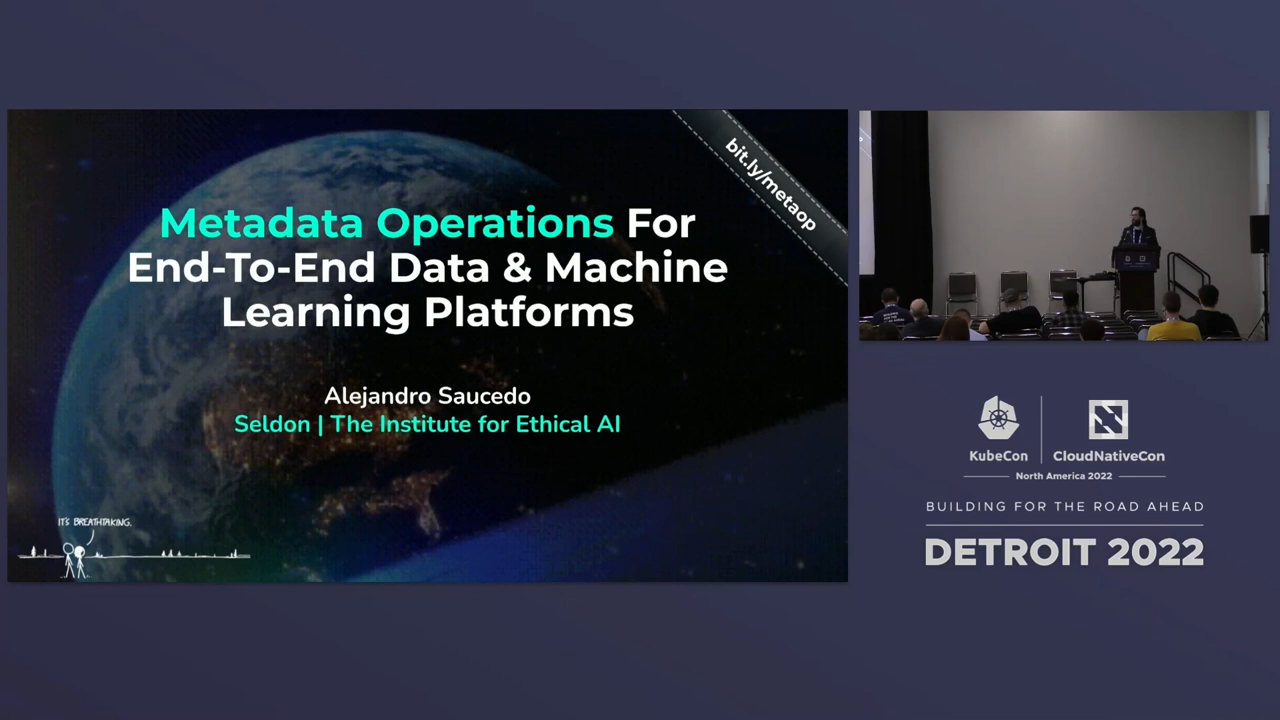 Metadata Operations For
End-To-End Data & Machine
Learning Platforms
bit.ly/metaop
Alejandro Saucedo
Seldon | The Institute for Ethical AI
IT'S BREATHTAKING.
KubeCon
CloudNativeCon
North America 2022
BUILDING FOR THE ROAD AHEAD
DETROIT 2022